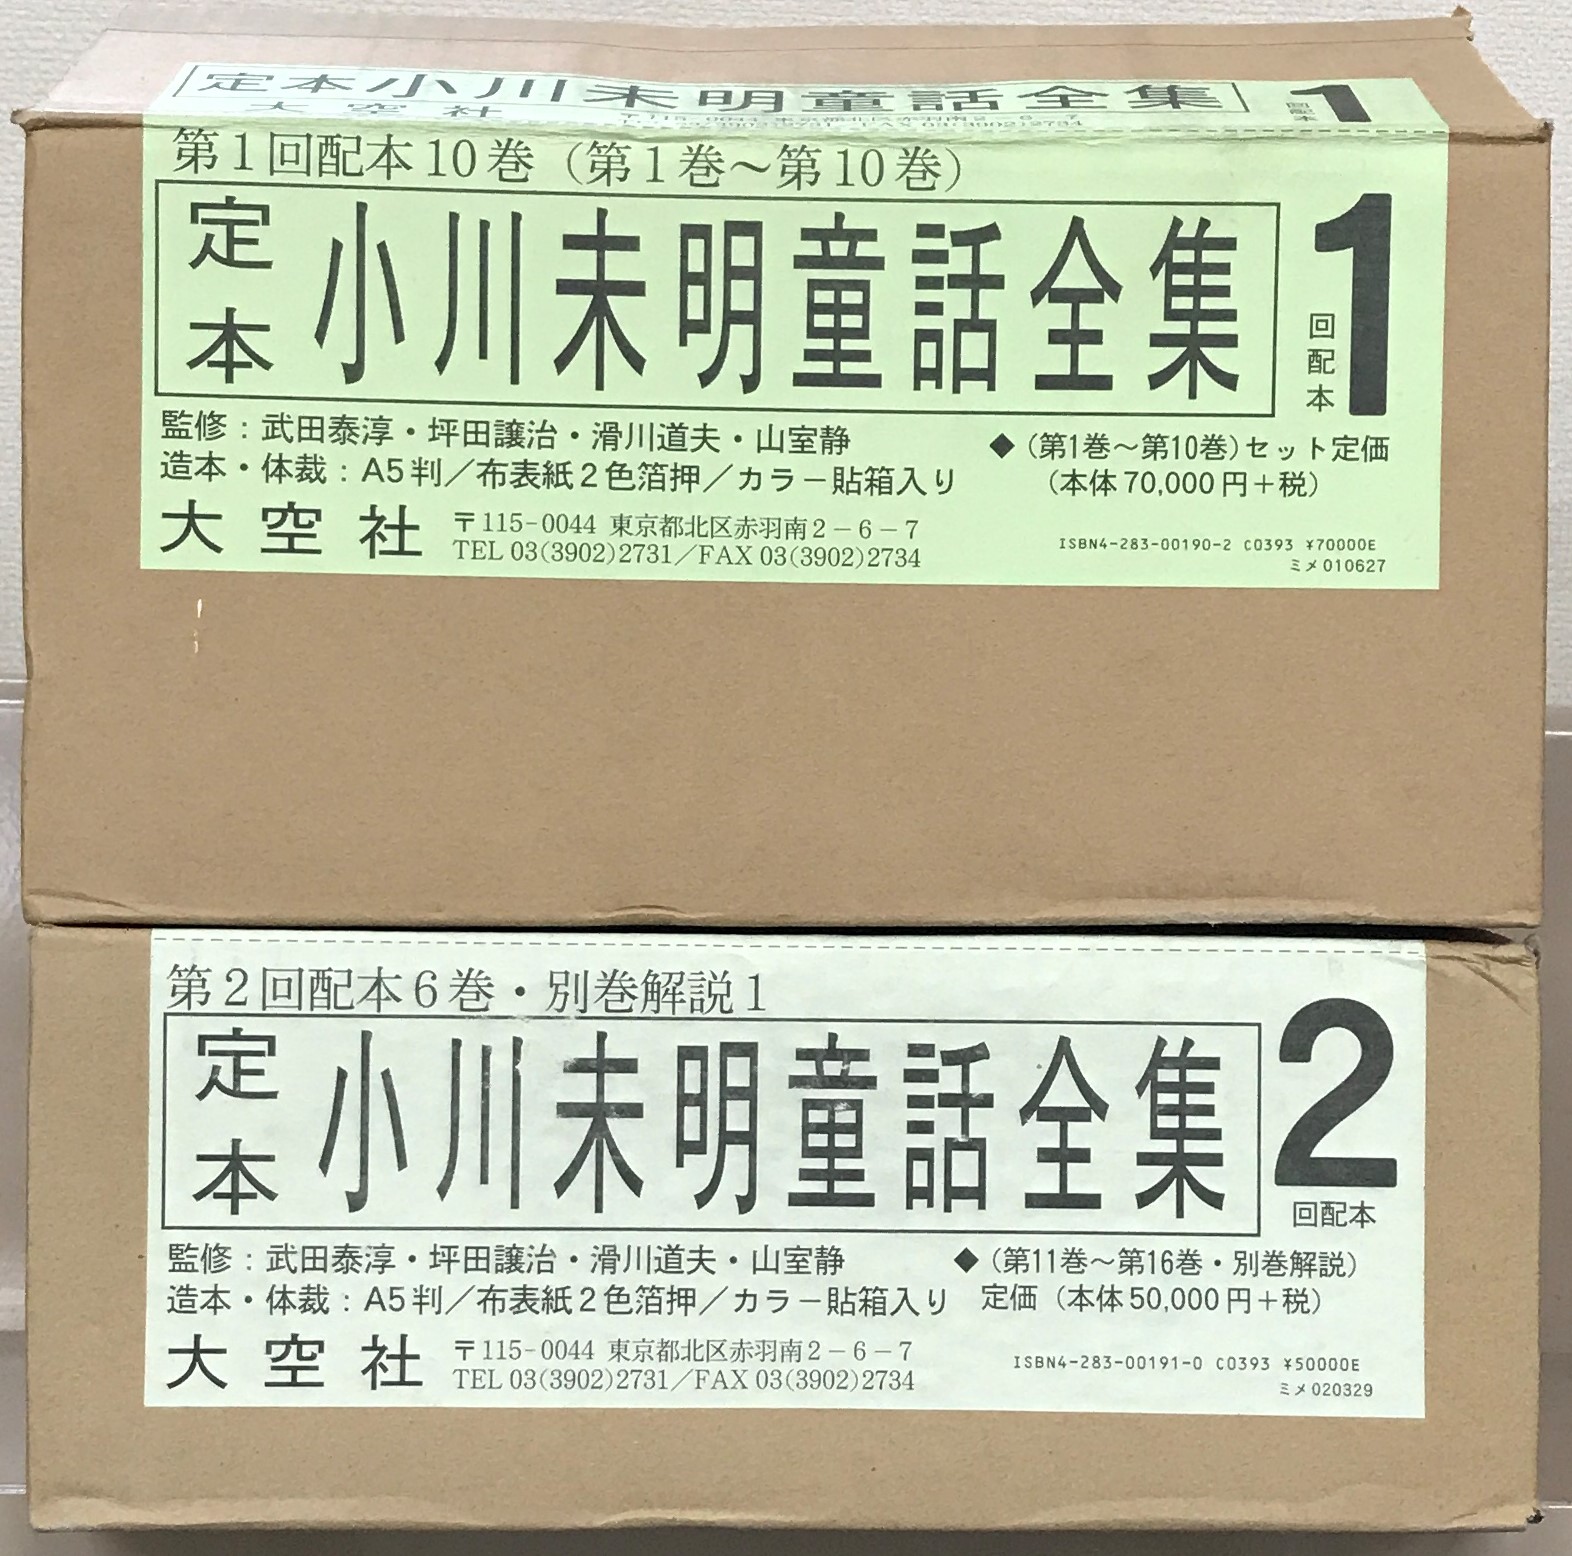 定本小川未明童話全集 1
回配本
大空社
第1回配本10巻（第1巻～第10巻）
定本 小川未明童話全集
1
回配本
監修：武田泰淳・坪田譲治・滑川道夫・山室静
造本・体裁：A5判／布表紙2色箔押／カラー貼箱入り
◆（第1巻～第10巻）セット定価
（本体70,000円＋税）
大空社
〒115-0044 東京都北区赤羽南2－6－7
TEL 03(3902)2731／FAX 03(3902)2734
ISBN4-283-00190-2 C0393 ¥70000E
ミメ010627
第2回配本6巻・別巻解説1
定本 小川未明童話全集
2
回配本
監修：武田泰淳・坪田譲治・滑川道夫・山室静
造本・体裁：A5判／布表紙2色箔押／カラー貼箱入り
◆（第11巻～第16巻・別巻解説）
定価（本体50,000円＋税）
大空社
〒115-0044 東京都北区赤羽南2－6－7
TEL 03(3902)2731／FAX 03(3902)2734
ISBN4-283-00191-0 C0393 ¥50000E
ミメ020329